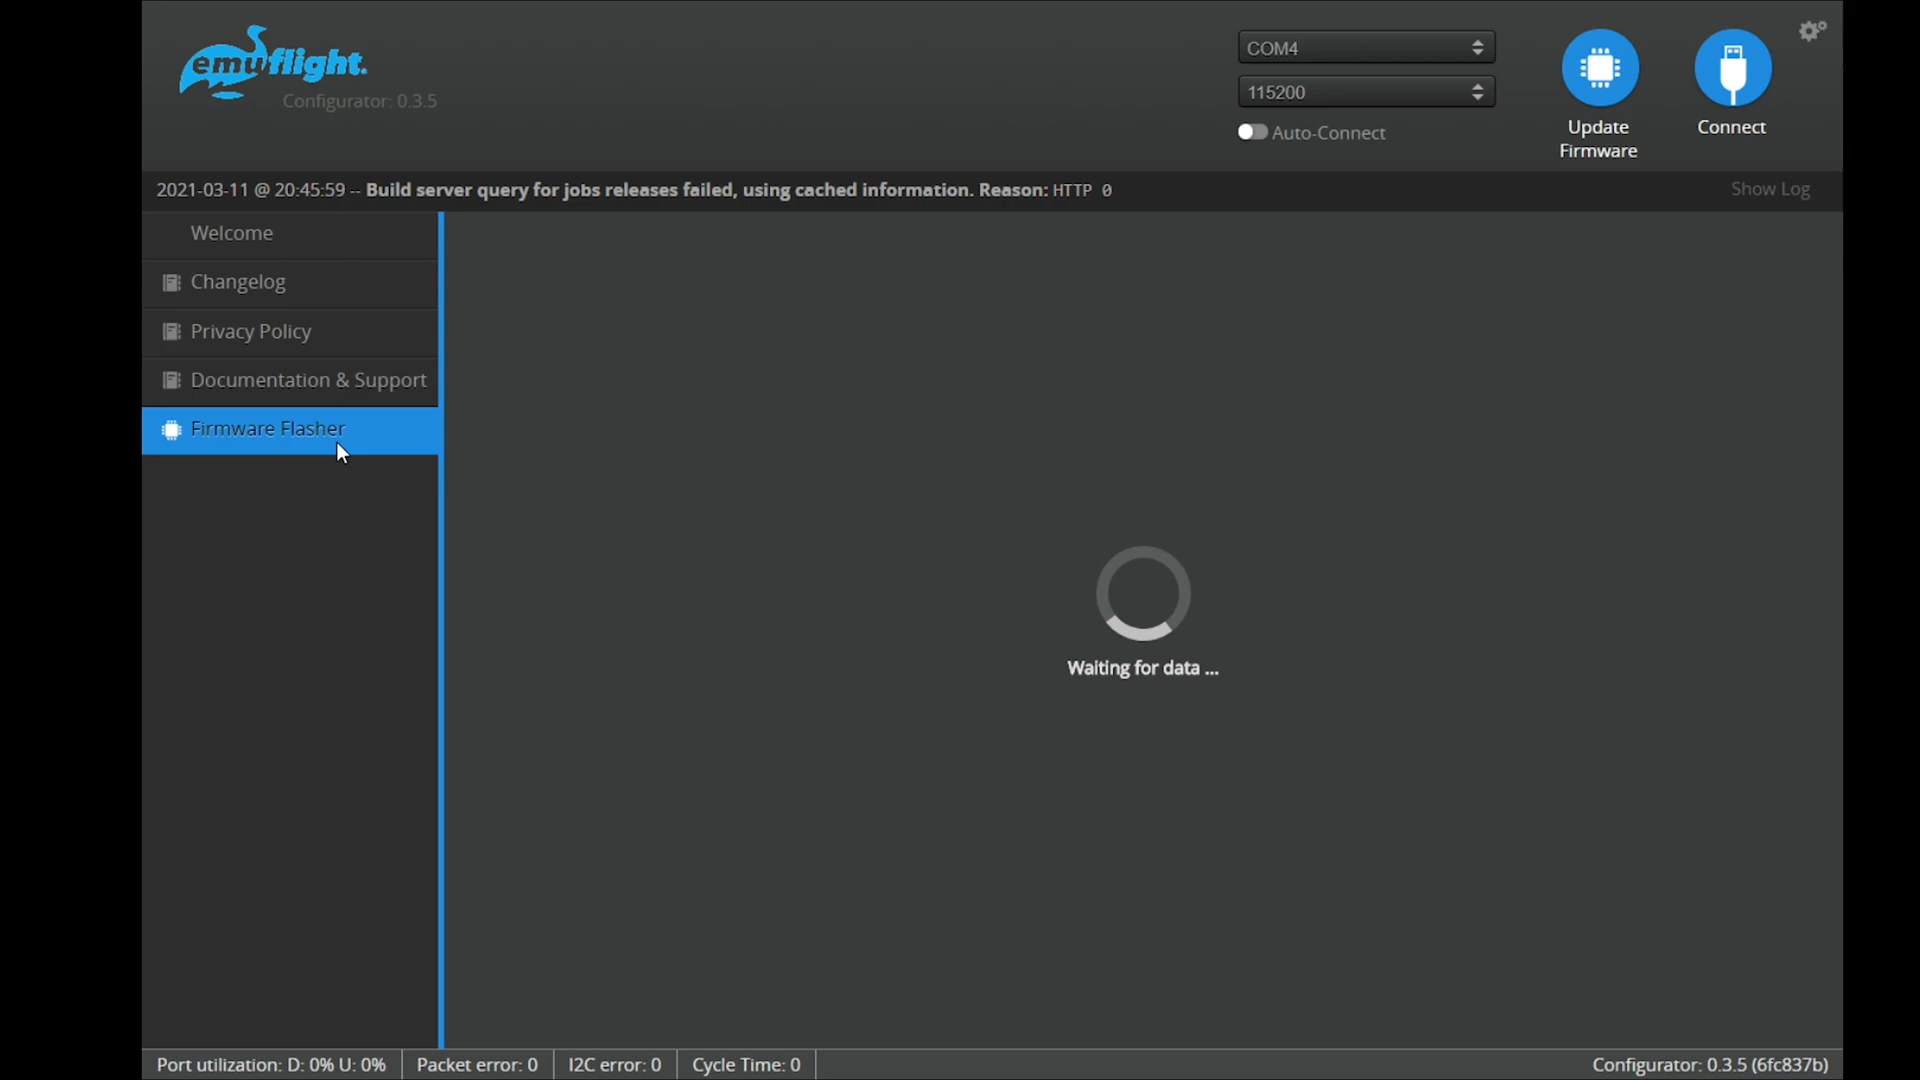 emuflight.
Configurator: 0.3.5
COM4
115200
Auto-Connect
Update
Firmware
Connect
2021-03-11 @ 20:45:59 -- Build server query for jobs releases failed, using cached information. Reason: HTTP 0
Show Log
Welcome
Changelog
Privacy Policy
Documentation & Support
Firmware Flasher
Waiting for data ...
Port utilization: D: 0% U: 0%
Packet error: 0
I2C error: 0
Cycle Time: 0
Configurator: 0.3.5 (6fc837b)